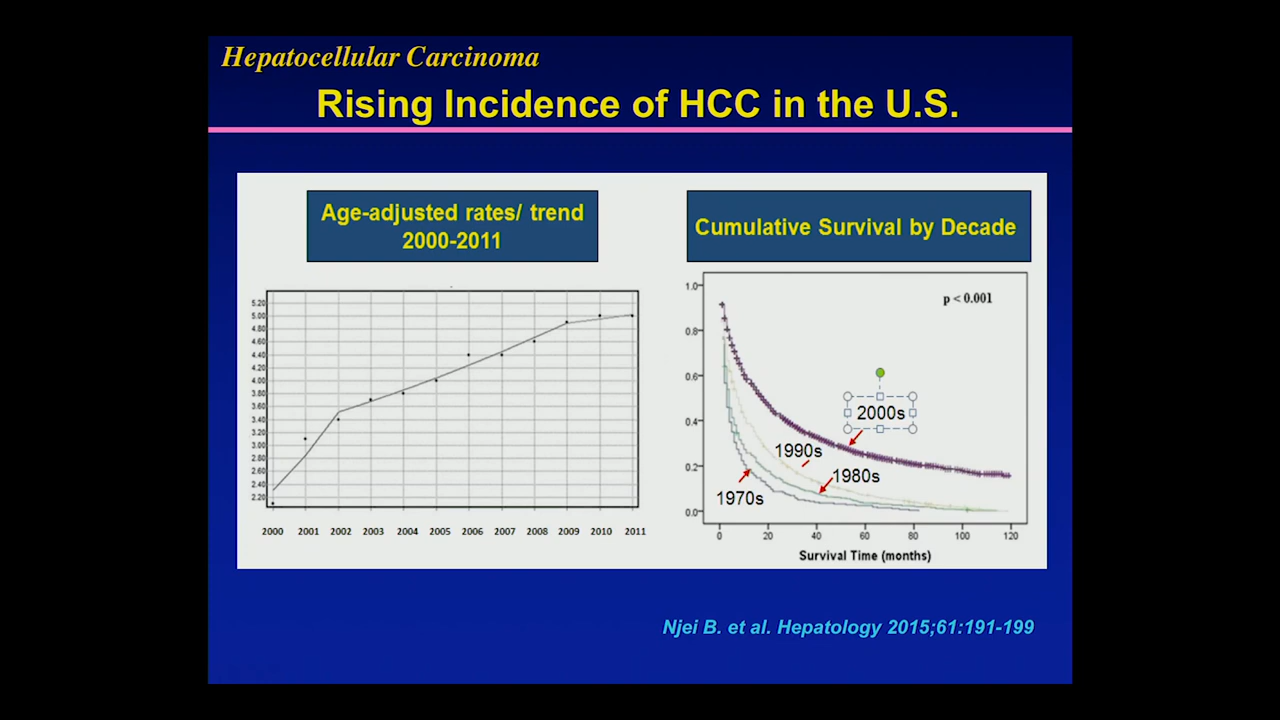 Hepatocellular Carcinoma
Rising Incidence of HCC in the U.S.
Age-adjusted rates/ trend
2000-2011
5.20
5.00
4.80
4.60
4.40
4.20
4.00
3.80
3.60
3.40
3.20
3.00
2.80
2.60
2.40
2.20
2000 2001 2002 2003 2004 2005 2006 2007 2008 2009 2010 2011
Cumulative Survival by Decade
p < 0.001
1.0
0.8
0.6
0.4
0.2
0.0
2000s
1990s
1980s
1970s
0 20 40 60 80 100 120
Survival Time (months)
Njei B. et al. Hepatology 2015;61:191-199